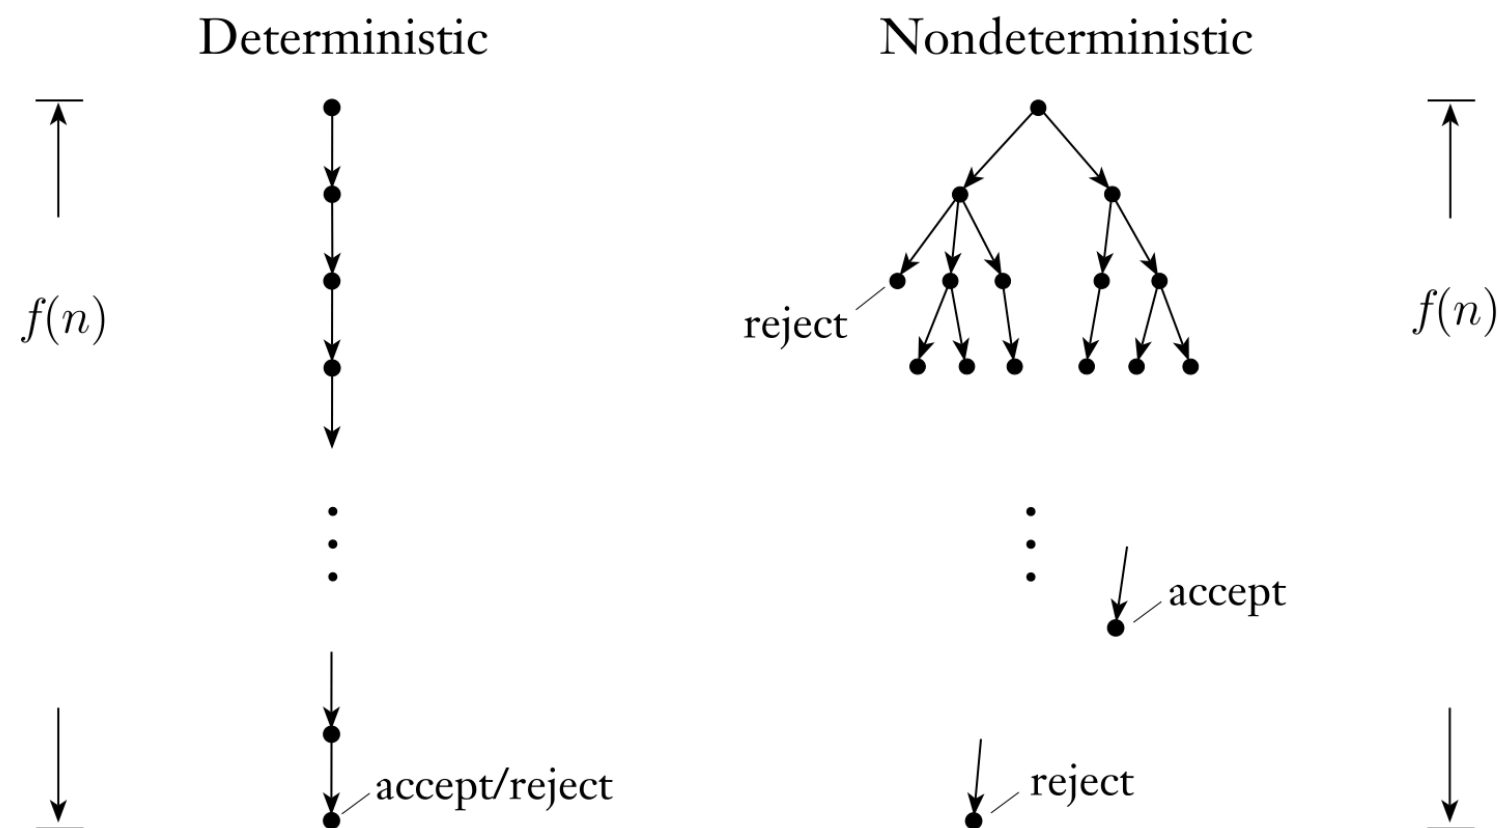 Deterministic
Nondeterministic
f(n)
f(n)
reject
accept
accept/reject
reject